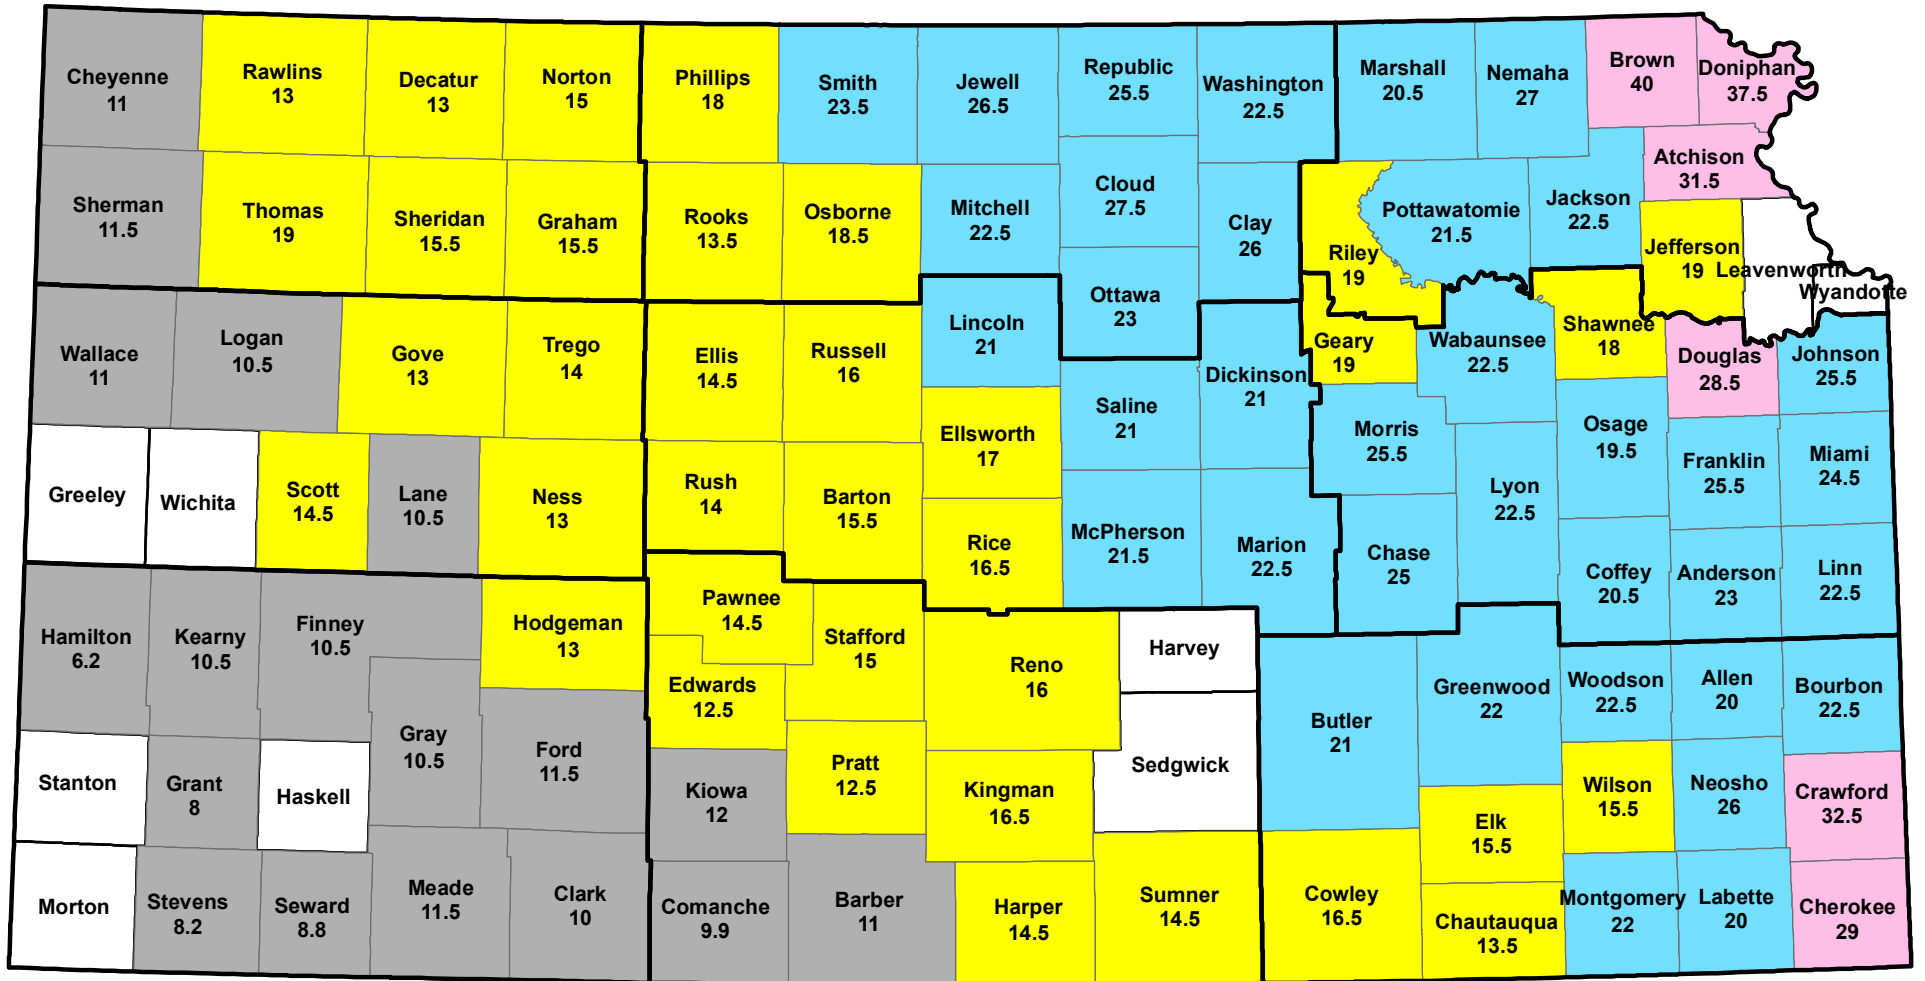 Cheyenne
11
Rawlins
13
Decatur
13
Norton
15
Phillips
18
Smith
23.5
Jewell
26.5
Republic
25.5
Washington
22.5
Marshall
20.5
Nemaha
27
Brown
40
Doniphan
37.5
Atchison
31.5
Sherman
11.5
Thomas
19
Sheridan
15.5
Graham
15.5
Rooks
13.5
Osborne
18.5
Mitchell
22.5
Cloud
27.5
Clay
26
Riley
19
Pottawatomie
21.5
Jackson
22.5
Jefferson
19
Leavenworth
Wyandotte
Wallace
11
Logan
10.5
Gove
13
Trego
14
Ellis
14.5
Russell
16
Lincoln
21
Ottawa
23
Dickinson
21
Geary
19
Wabaunsee
22.5
Shawnee
18
Douglas
28.5
Johnson
25.5
Ellsworth
17
Saline
21
Morris
25.5
Osage
19.5
Franklin
25.5
Miami
24.5
Greeley
Wichita
Scott
14.5
Lane
10.5
Ness
13
Rush
14
Barton
15.5
Rice
16.5
McPherson
21.5
Marion
22.5
Chase
25
Lyon
22.5
Coffey
20.5
Anderson
23
Linn
22.5
Hamilton
6.2
Kearny
10.5
Finney
10.5
Hodgeman
13
Pawnee
14.5
Stafford
15
Reno
16
Harvey
Edwards
12.5
Butler
21
Greenwood
22
Woodson
22.5
Allen
20
Bourbon
22.5
Stanton
Grant
8
Haskell
Gray
10.5
Ford
11.5
Kiowa
12
Pratt
12.5
Kingman
16.5
Sedgwick
Elk
15.5
Wilson
15.5
Neosho
26
Crawford
32.5
Morton
Stevens
8.2
Seward
8.8
Meade
11.5
Clark
10
Comanche
9.9
Barber
11
Harper
14.5
Sumner
14.5
Cowley
16.5
Chautauqua
13.5
Montgomery
22
Labette
20
Cherokee
29